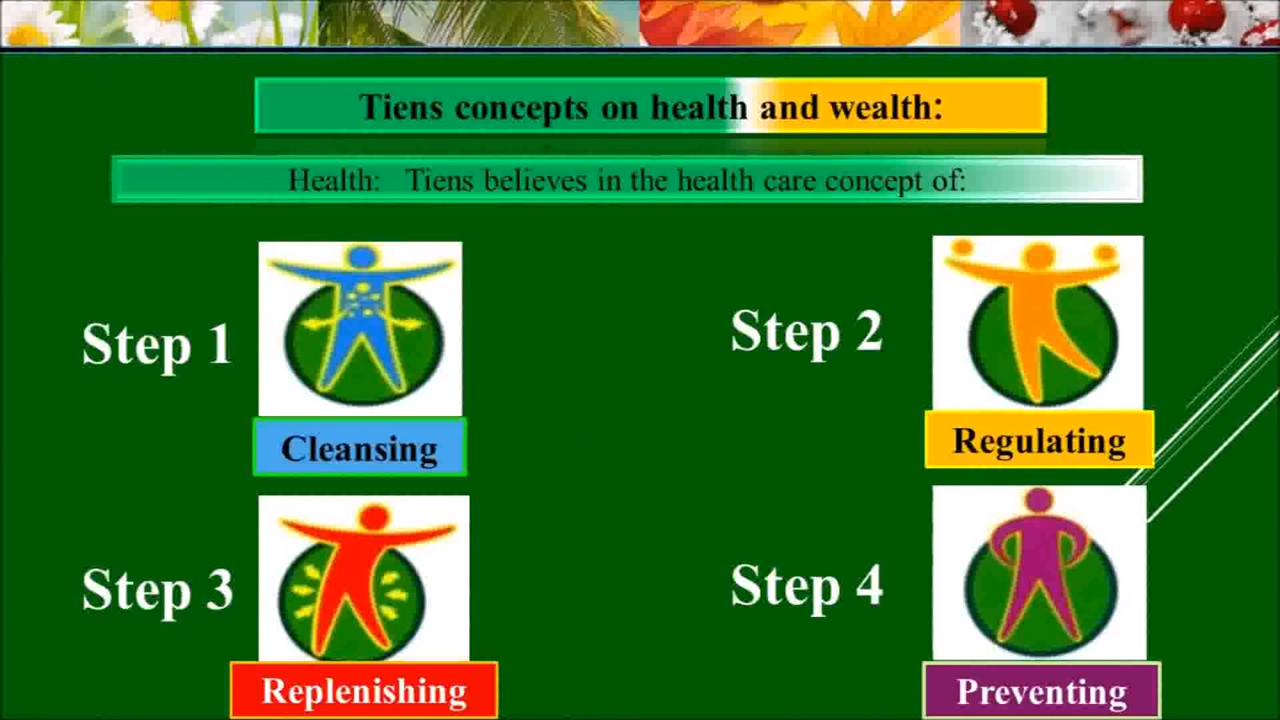 Tiens concepts on health and wealth:
Health: Tiens believes in the health care concept of:
Step 1
Cleansing
Step 2
Regulating
Step 3
Replenishing
Step 4
Preventing